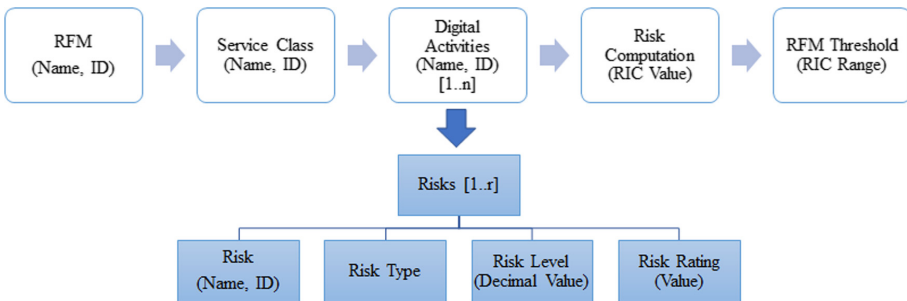 RFM
(Name, ID)
Service Class
(Name, ID)
Digital
Activities
(Name, ID)
[1..n]
Risk
Computation
(RIC Value)
RFM Threshold
(RIC Range)
Risks [1..r]
Risk
(Name, ID)
Risk Type
Risk Level
(Decimal Value)
Risk Rating
(Value)